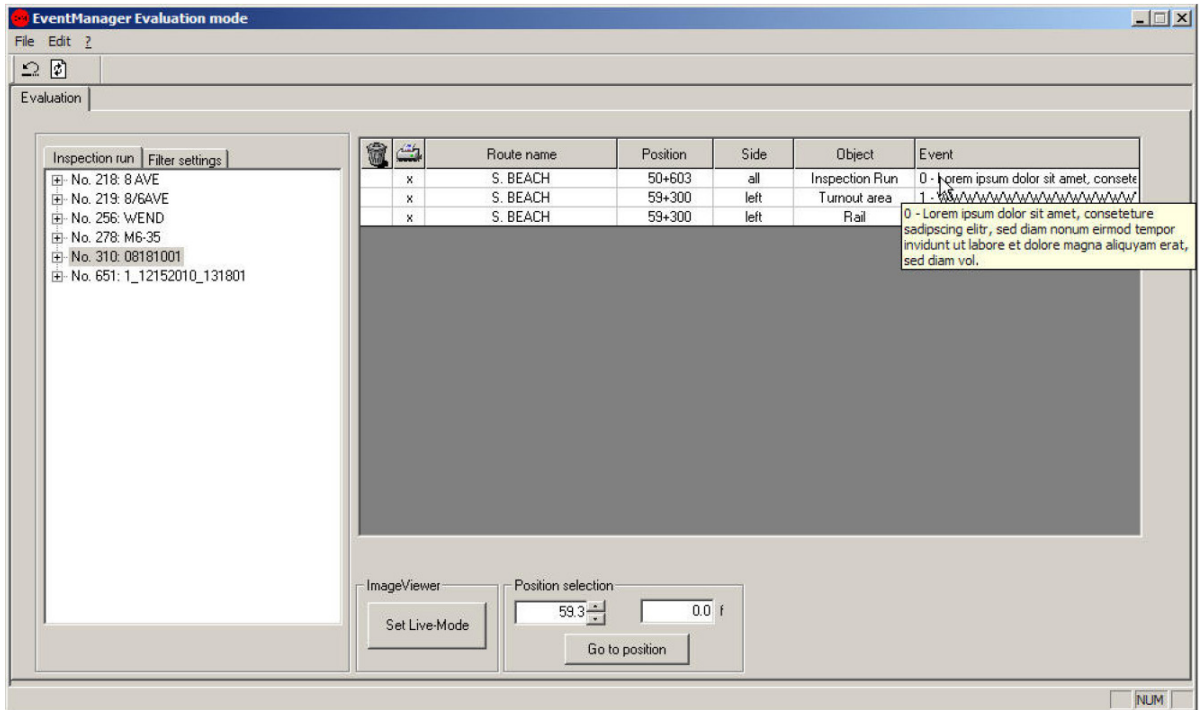 EventManager Evaluation mode
File Edit ?
Evaluation
Inspection run Filter settings
No. 218: 8 AVE
No. 219: 8/6AVE
No. 256: WEND
No. 278: M6-35
No. 310: 08181001
No. 651: 1_12152010_131801
Route name Position Side Object Event
x S. BEACH 50+603 all Inspection Run 0 - Lorem ipsum dolor sit amet, consete
x S. BEACH 59+300 left Turnout area 1 -
x S. BEACH 59+300 left Rail
0 - Lorem ipsum dolor sit amet, conseteture
sadipscing elitr, sed diam nonum eirmod tempor
invidunt ut labore et dolore magna aliquyam erat,
sed diam vol.
ImageViewer
Set Live-Mode
Position selection
59.3 0.0 f
Go to position
NUM